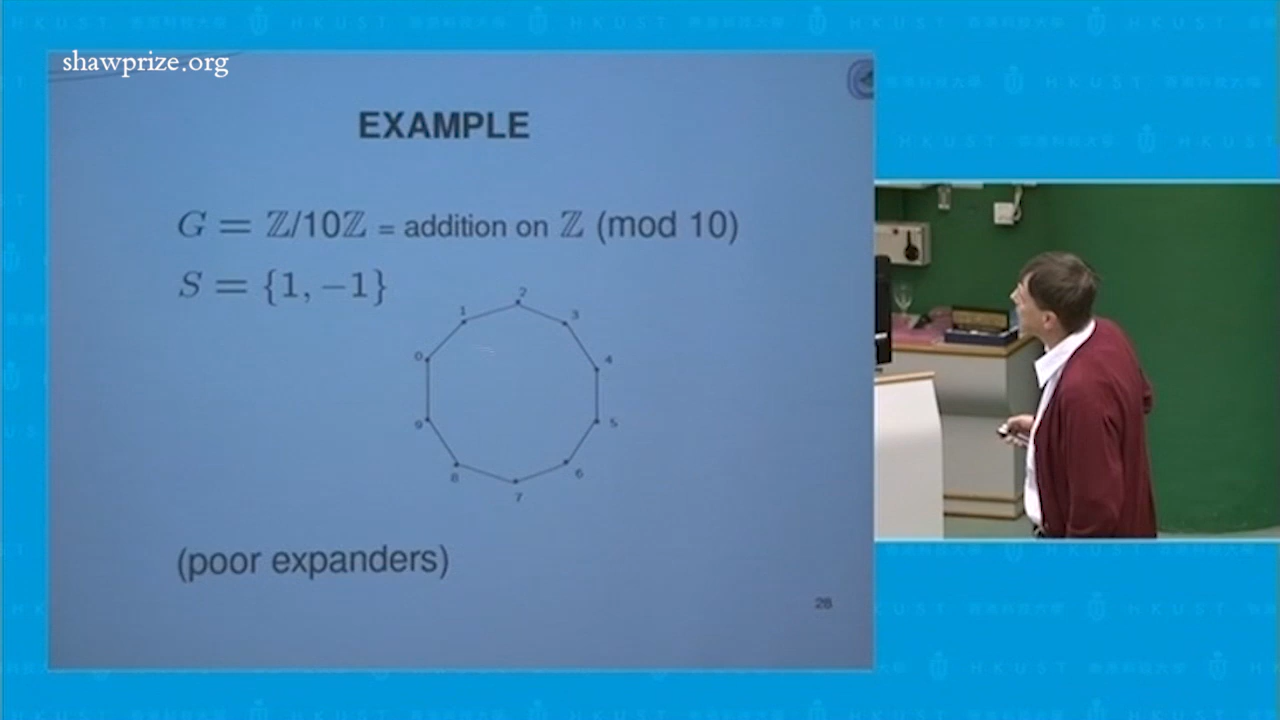 shawprize.org
HKUST
EXAMPLE
G = ℤ/10ℤ = addition on ℤ (mod 10)
S = {1, −1}
2
1
3
0
4
9
5
8
6
7
(poor expanders)
28